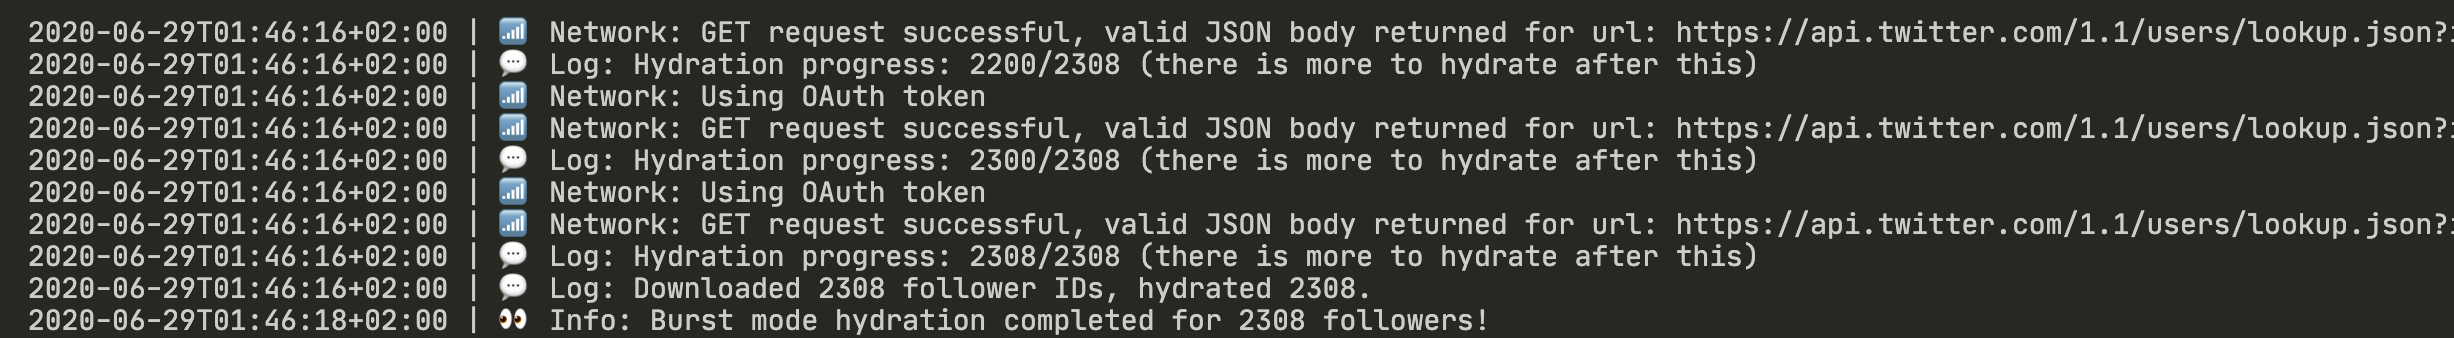 2020-06-29T01:46:16+02:00 | 📶 Network: GET request successful, valid JSON body returned for url: https://api.twitter.com/1.1/users/lookup.json?
2020-06-29T01:46:16+02:00 | 💬 Log: Hydration progress: 2200/2308 (there is more to hydrate after this)
2020-06-29T01:46:16+02:00 | 📶 Network: Using OAuth token
2020-06-29T01:46:16+02:00 | 📶 Network: GET request successful, valid JSON body returned for url: https://api.twitter.com/1.1/users/lookup.json?
2020-06-29T01:46:16+02:00 | 💬 Log: Hydration progress: 2300/2308 (there is more to hydrate after this)
2020-06-29T01:46:16+02:00 | 📶 Network: Using OAuth token
2020-06-29T01:46:16+02:00 | 📶 Network: GET request successful, valid JSON body returned for url: https://api.twitter.com/1.1/users/lookup.json?
2020-06-29T01:46:16+02:00 | 💬 Log: Hydration progress: 2308/2308 (there is more to hydrate after this)
2020-06-29T01:46:16+02:00 | 💬 Log: Downloaded 2308 follower IDs, hydrated 2308.
2020-06-29T01:46:18+02:00 | 👀 Info: Burst mode hydration completed for 2308 followers!